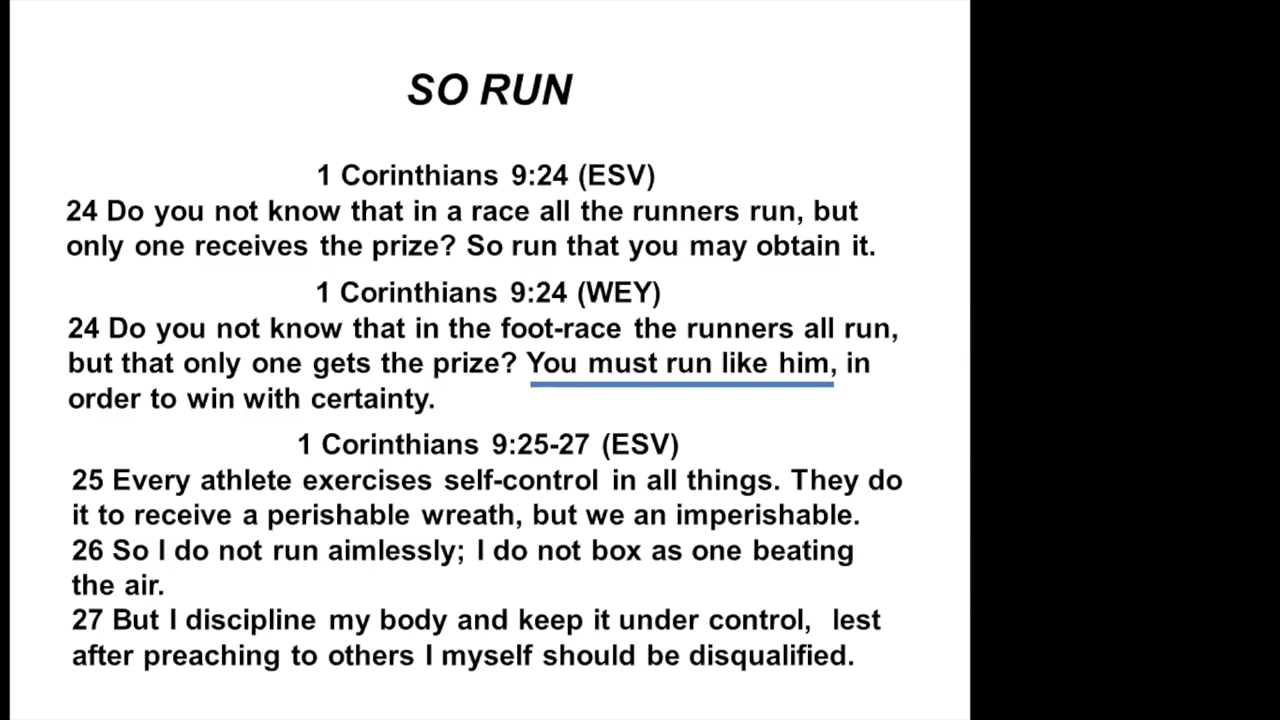 SO RUN
1 Corinthians 9:24 (ESV)
24 Do you not know that in a race all the runners run, but
only one receives the prize? So run that you may obtain it.
1 Corinthians 9:24 (WEY)
24 Do you not know that in the foot-race the runners all run,
but that only one gets the prize? You must run like him, in
order to win with certainty.
1 Corinthians 9:25-27 (ESV)
25 Every athlete exercises self-control in all things. They do
it to receive a perishable wreath, but we an imperishable.
26 So I do not run aimlessly; I do not box as one beating
the air.
27 But I discipline my body and keep it under control, lest
after preaching to others I myself should be disqualified.